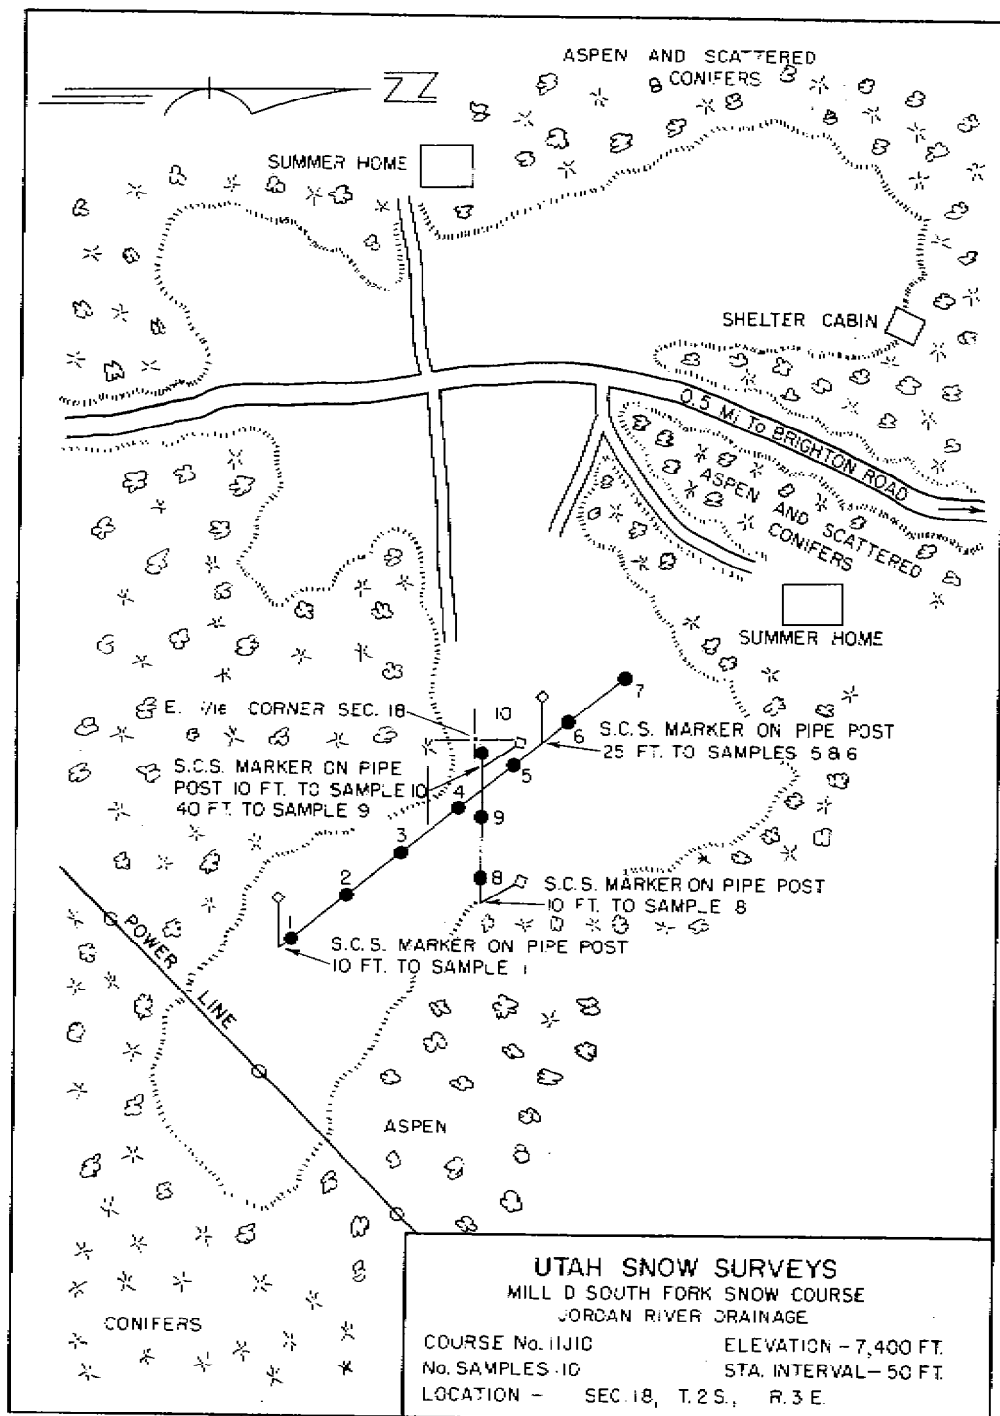 ASPEN AND SCATTERED
CONIFERS
SUMMER HOME
SHELTER CABIN
0.5 Mi To BRIGHTON ROAD
ASPEN AND SCATTERED
CONIFERS
SUMMER HOME
7
E. 1/16 CORNER SEC. 18
10
6
S.C.S. MARKER ON PIPE POST
25 FT. TO SAMPLES 5 & 6
S.C.S. MARKER ON PIPE
POST 10 FT. TO SAMPLE 10
40 FT. TO SAMPLE 9
5
4
9
3
2
8
S.C.S. MARKER ON PIPE POST
10 FT. TO SAMPLE 8
1
S.C.S. MARKER ON PIPE POST
10 FT. TO SAMPLE 1
POWER LINE
ASPEN
CONIFERS
UTAH SNOW SURVEYS
MILL D SOUTH FORK SNOW COURSE
JORDAN RIVER DRAINAGE
COURSE No. 11J10 ELEVATION - 7,400 FT.
No. SAMPLES - 10 STA. INTERVAL - 50 FT.
LOCATION - SEC. 18, T. 2 S., R. 3 E.